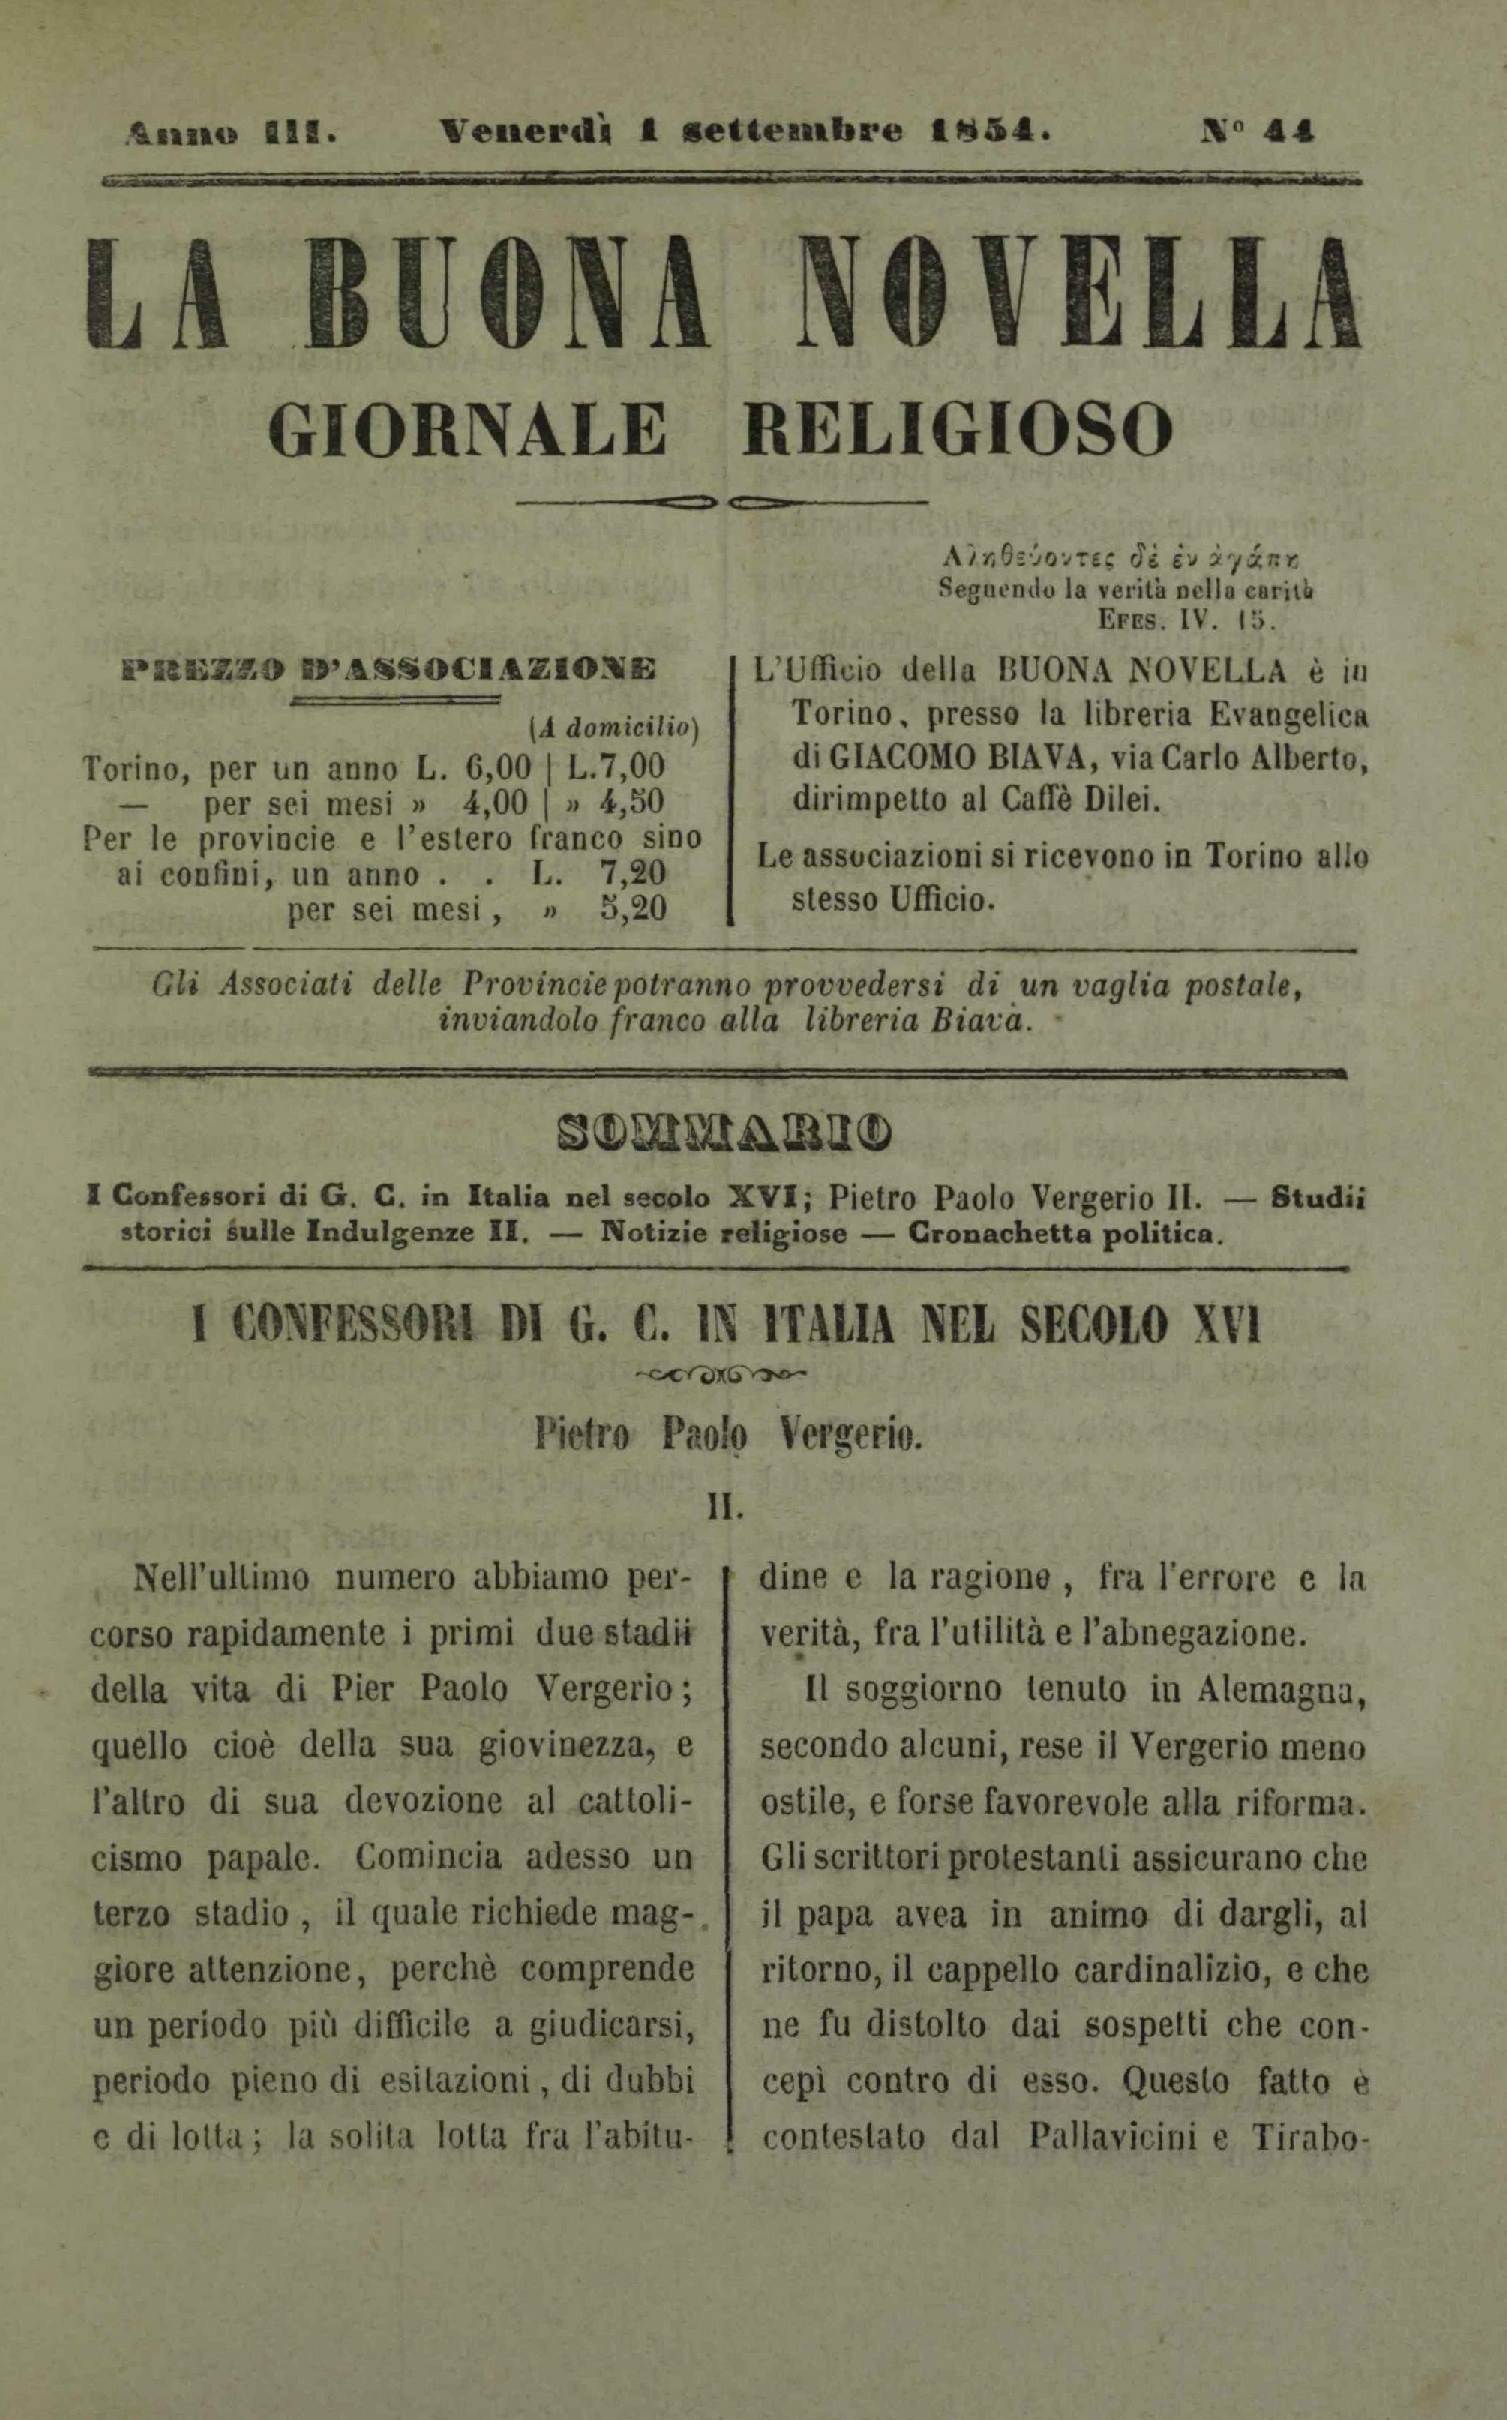 Anno III. Venerdì 1 settembre 1854. N° 44
LA BUONA NOVELLA
GIORNALE RELIGIOSO
Αληθεύοντες δὲ ἐν ἀγάπη
Seguendo la verità nella carità
EFES. IV. 15.
PREZZO D'ASSOCIAZIONE
(A domicilio)
Torino, per un anno L. 6,00 | L.7,00
— per sei mesi » 4,00 | » 4,50
Per le provincie e l'estero franco sino
ai confini, un anno . . L. 7,20
per sei mesi, » 5,20
L'Ufficio della BUONA NOVELLA è in
Torino, presso la libreria Evangelica
di GIACOMO BIAVA, via Carlo Alberto,
dirimpetto al Caffè Dilei.
Le associazioni si ricevono in Torino allo
stesso Ufficio.
Gli Associati delle Provincie potranno provvedersi di un vaglia postale,
inviandolo franco alla libreria Biava.
SOMMARIO
I Confessori di G. C. in Italia nel secolo XVI; Pietro Paolo Vergerio II. — Studii
storici sulle Indulgenze II. — Notizie religiose — Cronachetta politica.
I CONFESSORI DI G. C. IN ITALIA NEL SECOLO XVI
Pietro Paolo Vergerio.
II.
Nell'ultimo numero abbiamo per-
corso rapidamente i primi due stadii
della vita di Pier Paolo Vergerio;
quello cioè della sua giovinezza, e
l'altro di sua devozione al cattoli-
cismo papale. Comincia adesso un
terzo stadio, il quale richiede mag-
giore attenzione, perchè comprende
un periodo più difficile a giudicarsi,
periodo pieno di esitazioni, di dubbi
e di lotta; la solita lotta fra l'abitu-
dine e la ragione, fra l'errore e la
verità, fra l'utilità e l'abnegazione.
Il soggiorno tenuto in Alemagna,
secondo alcuni, rese il Vergerio meno
ostile, e forse favorevole alla riforma.
Gli scrittori protestanti assicurano che
il papa avea in animo di dargli, al
ritorno, il cappello cardinalizio, e che
ne fu distolto dai sospetti che con-
cepì contro di esso. Questo fatto è
contestato dal Pallavicini e Tirabo-